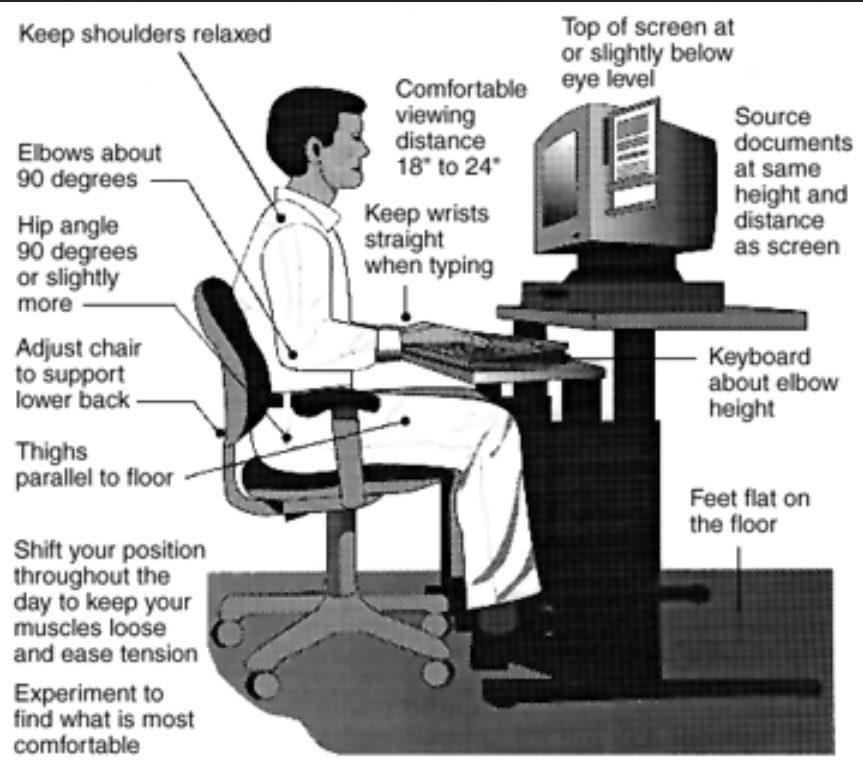 Keep shoulders relaxed
Elbows about
90 degrees
Hip angle
90 degrees
or slightly
more
Adjust chair
to support
lower back
Thighs
parallel to floor
Shift your position
throughout the
day to keep your
muscles loose
and ease tension
Experiment to
find what is most
comfortable
Comfortable
viewing
distance
18" to 24"
Keep wrists
straight
when typing
Top of screen at
or slightly below
eye level
Source
documents
at same
height and
distance
as screen
Keyboard
about elbow
height
Feet flat on
the floor